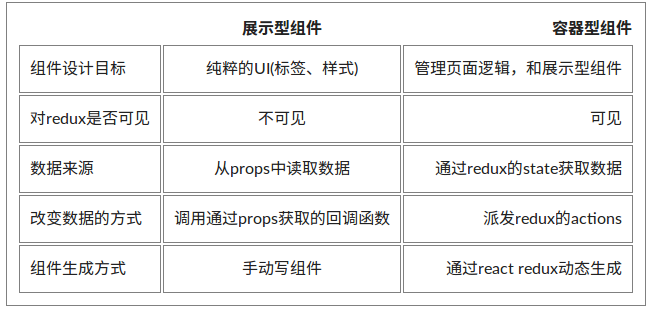 展示型组件 容器型组件
组件设计目标 纯粹的UI(标签、样式) 管理页面逻辑，和展示型组件
对redux是否可见 不可见 可见
数据来源 从props中读取数据 通过redux的state获取数据
改变数据的方式 调用通过props获取的回调函数 派发redux的actions
组件生成方式 手动写组件 通过react redux动态生成